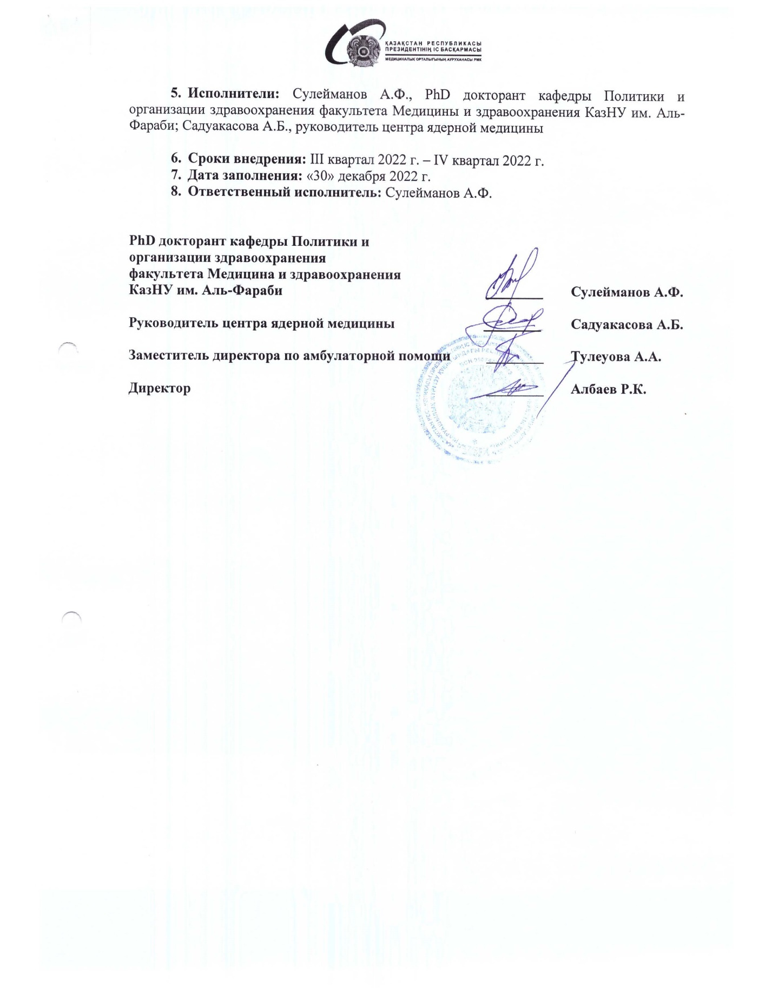 ҚАЗАҚСТАН РЕСПУБЛИКАСЫ
ПРЕЗИДЕНТІНІҢ ІС БАСҚАРМАСЫ
МЕДИЦИНАЛЫҚ ОРТАЛЫҒЫНЫҢ АУРУХАНАСЫ РМК
5. Исполнители: Сулейманов А.Ф., PhD докторант кафедры Политики и
организации здравоохранения факультета Медицины и здравоохранения КазНУ им. Аль-
Фараби; Садуакасова А.Б., руководитель центра ядерной медицины
6. Сроки внедрения: III квартал 2022 г. – IV квартал 2022 г.
7. Дата заполнения: «30» декабря 2022 г.
8. Ответственный исполнитель: Сулейманов А.Ф.
PhD докторант кафедры Политики и
организации здравоохранения
факультета Медицина и здравоохранения
КазНУ им. Аль-Фараби Сулейманов А.Ф.
Руководитель центра ядерной медицины Садуакасова А.Б.
Заместитель директора по амбулаторной помощи Тулеуова А.А.
Директор Албаев Р.К.